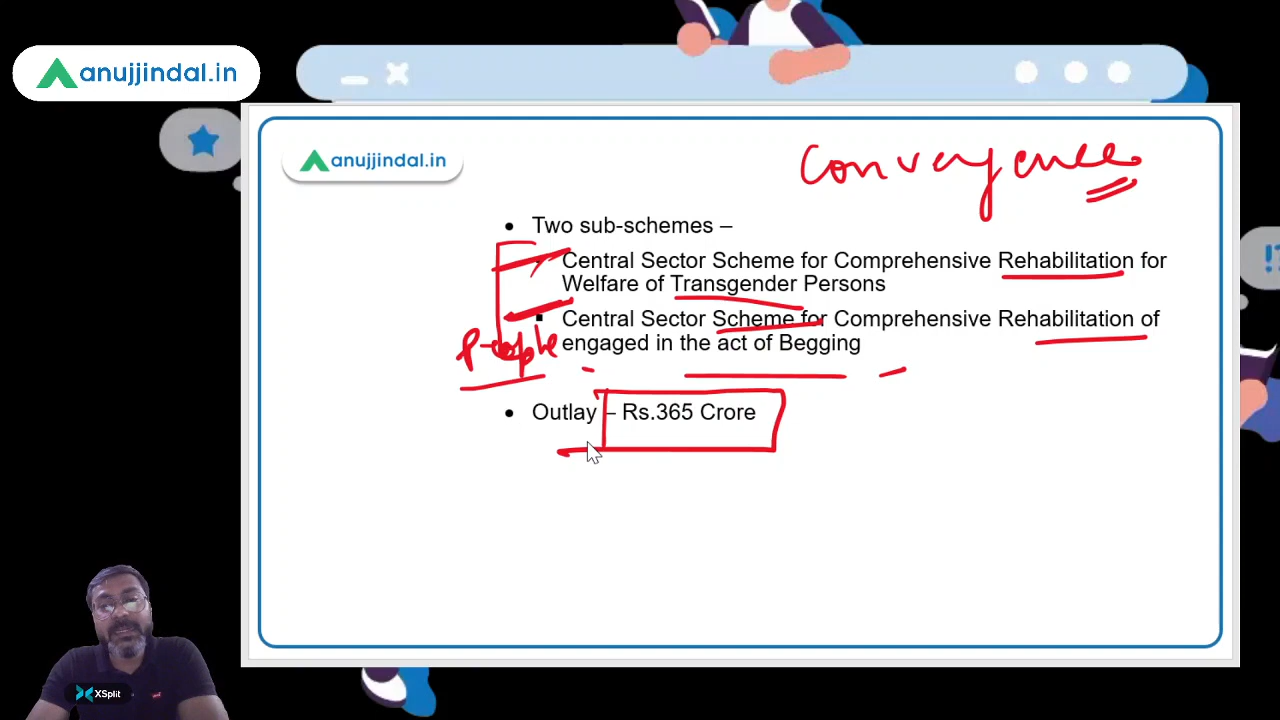 anujjindal.in
anujjindal.in
Convergence
• Two sub-schemes –
Central Sector Scheme for Comprehensive Rehabilitation for
Welfare of Transgender Persons
▪ Central Sector Scheme for Comprehensive Rehabilitation of
People engaged in the act of Begging
• Outlay – Rs.365 Crore
XSplit